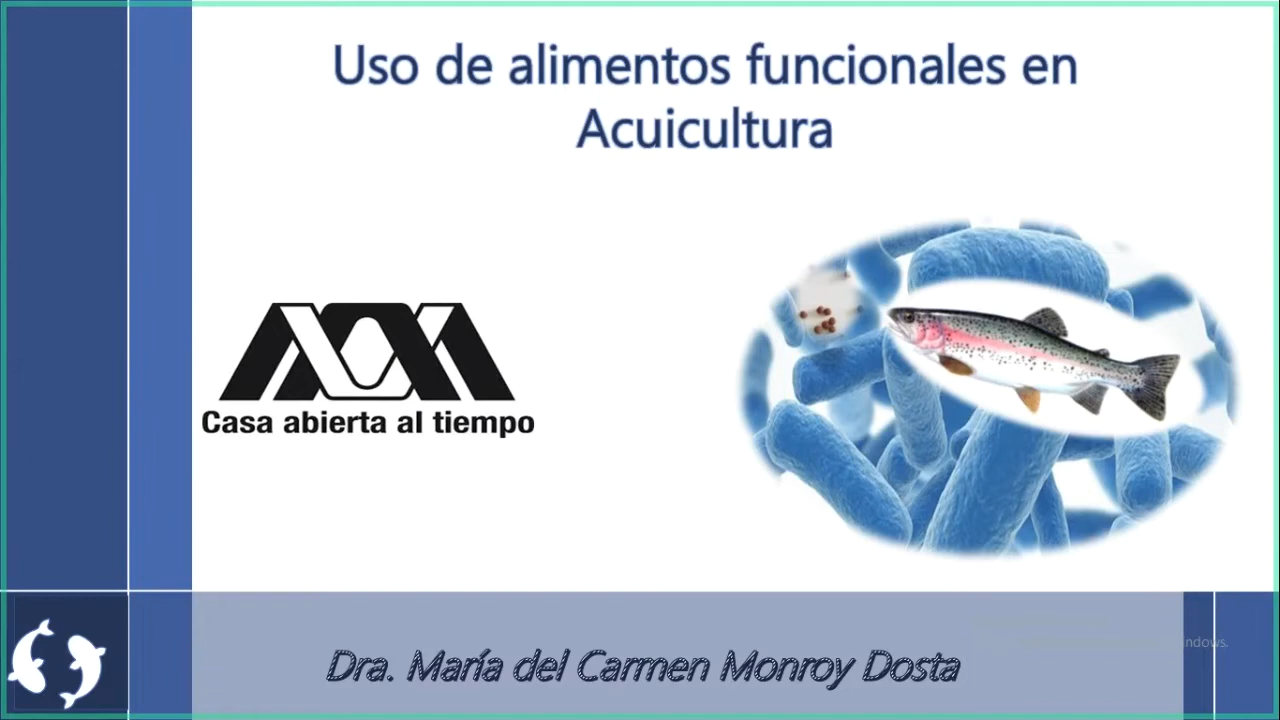 Uso de alimentos funcionales en
Acuicultura
Casa abierta al tiempo
Dra. María del Carmen Monroy Dosta